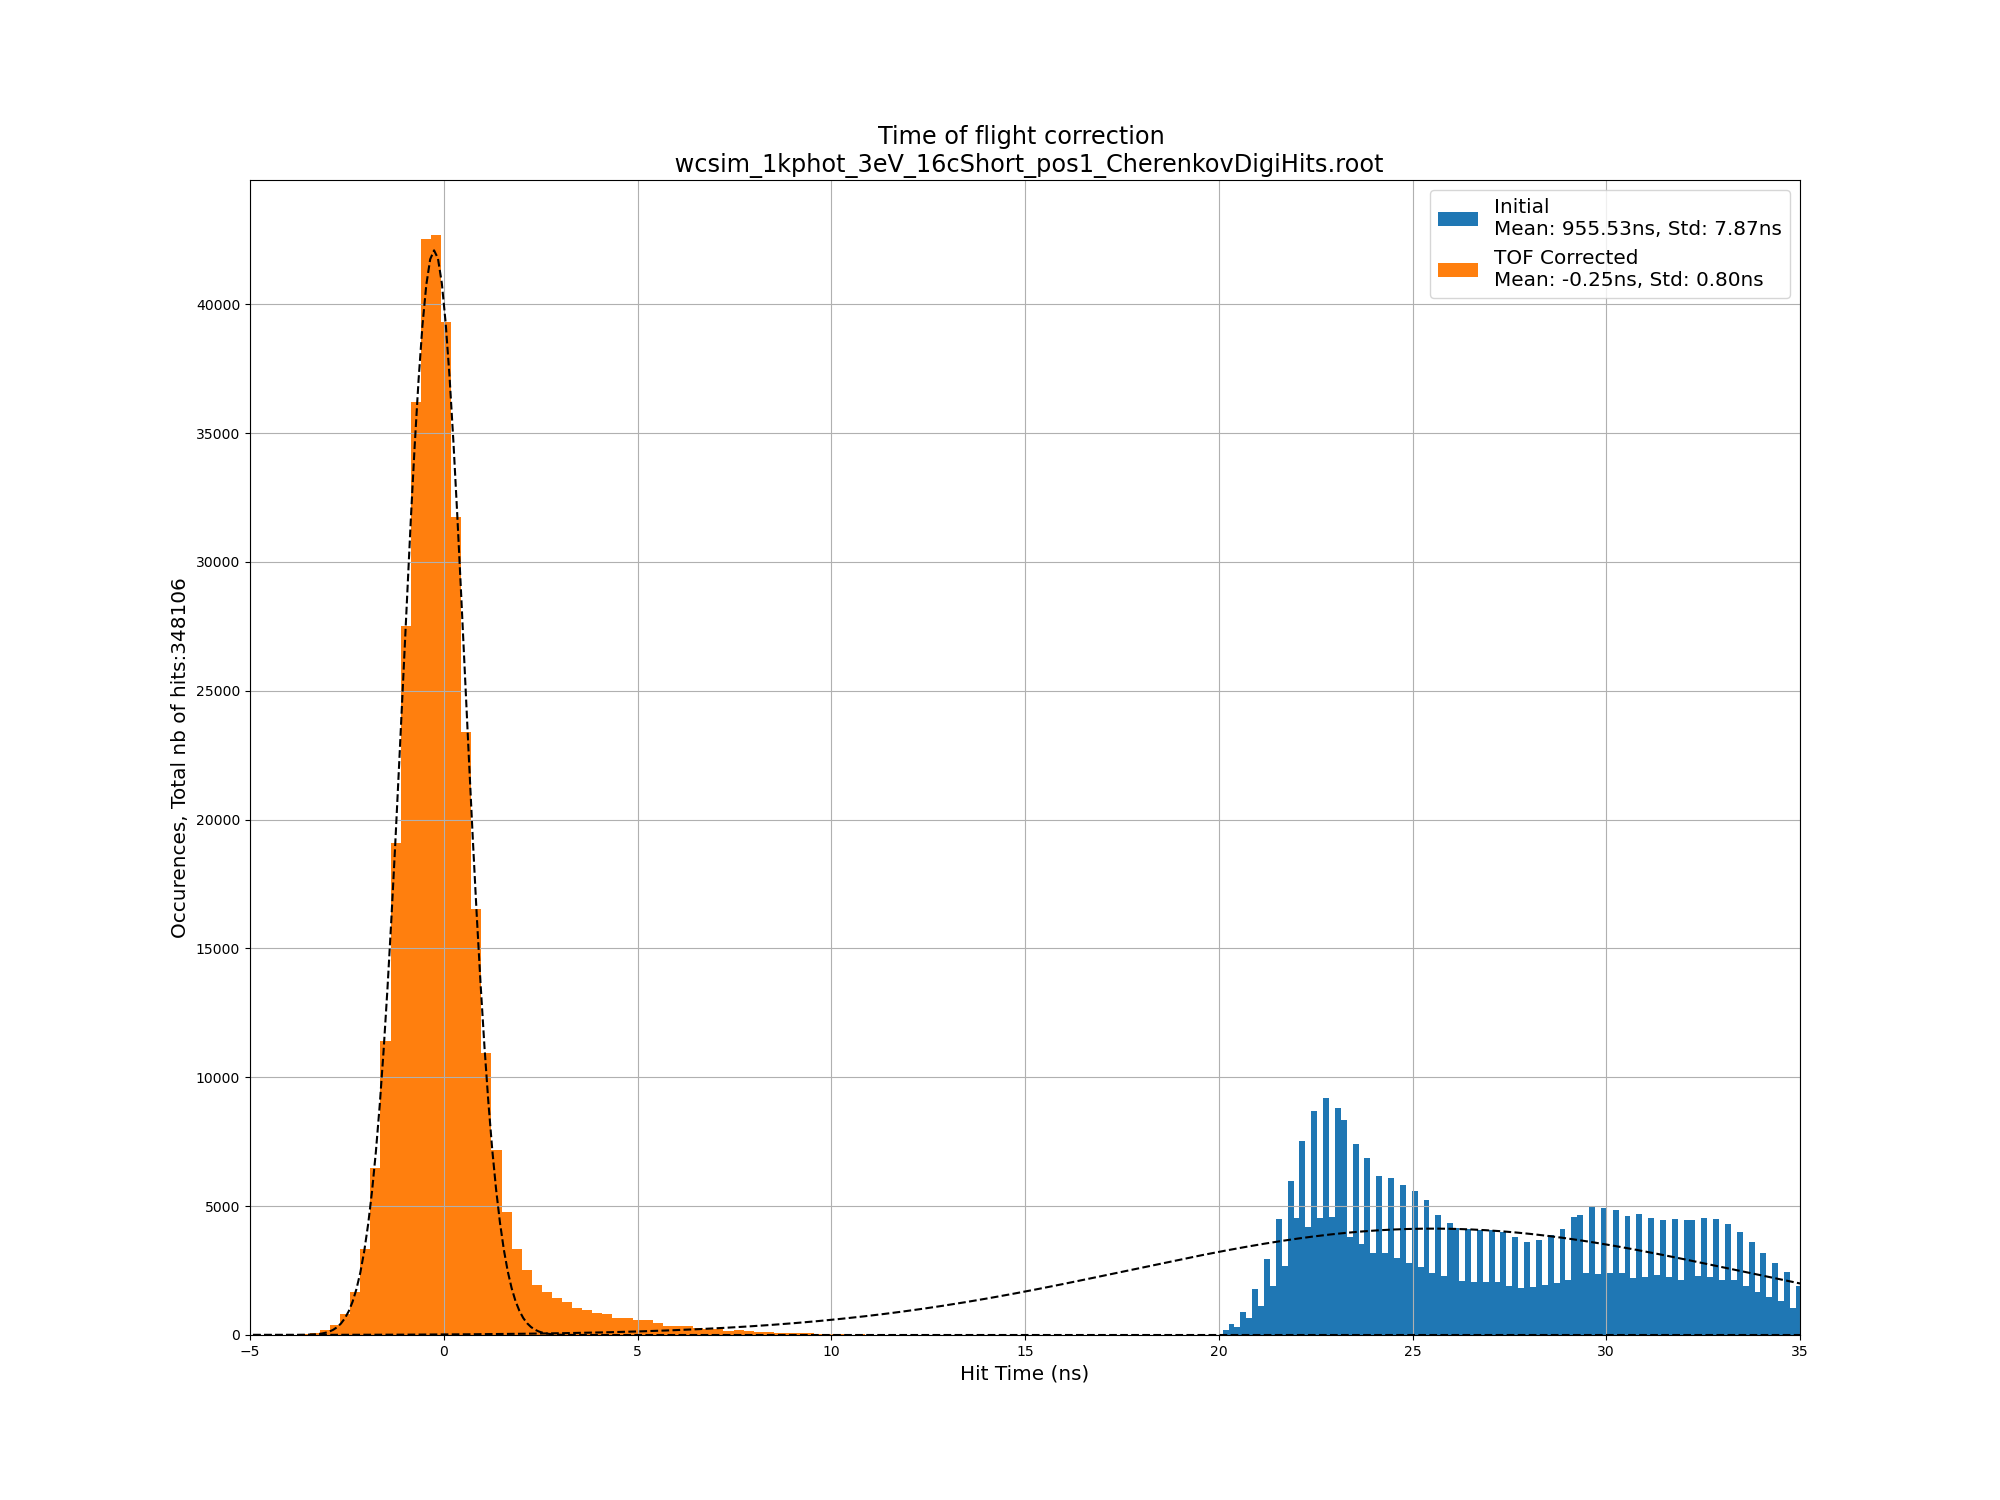 Time of flight correction
wcsim_1kphot_3eV_16cShort_pos1_CherenkovDigiHits.root
Initial
Mean: 955.53ns, Std: 7.87ns
TOF Corrected
Mean: -0.25ns, Std: 0.80ns
Occurences, Total nb of hits:348106
40000
35000
30000
25000
20000
15000
10000
5000
0
−5 0 5 10 15 20 25 30 35
Hit Time (ns)